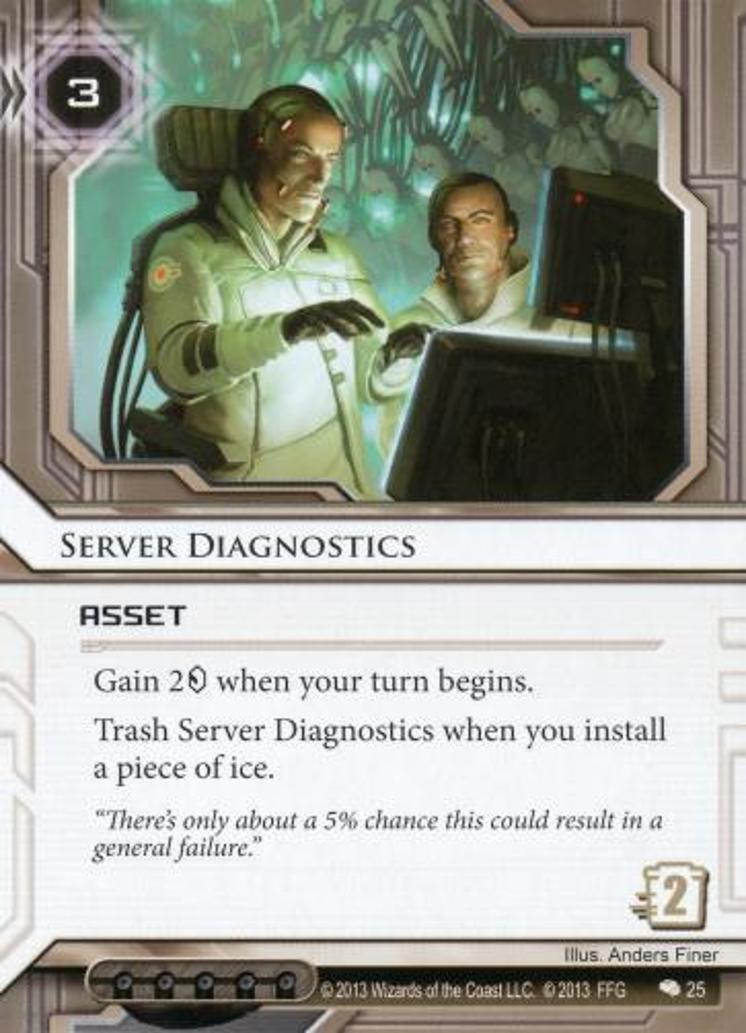 3
SERVER DIAGNOSTICS
ASSET
Gain 2 when your turn begins.
Trash Server Diagnostics when you install
a piece of ice.
“There’s only about a 5% chance this could result in a
general failure.”
2
Illus. Anders Finer
© 2013 Wizards of the Coast LLC. © 2013 FFG 25